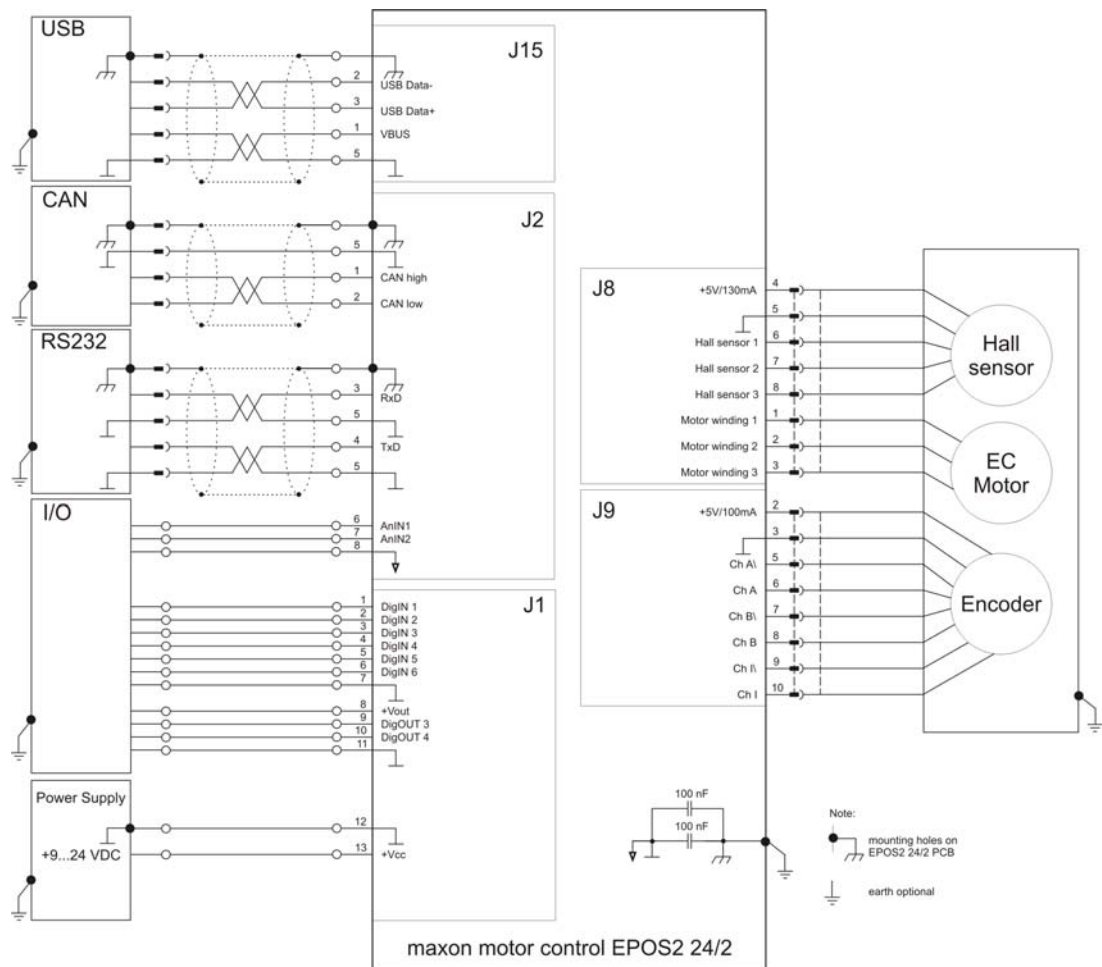 USB
J15
2
USB Data-
3
USB Data+
1
VBUS
5
CAN
J2
5
1
CAN high
2
CAN low
RS232
3
RxD
5
4
TxD
5
I/O
6
AnIN1
7
AnIN2
8
J1
1
DigIN 1
2
DigIN 2
3
DigIN 3
4
DigIN 4
5
DigIN 5
6
DigIN 6
7
8
+Vout
9
DigOUT 3
10
DigOUT 4
11
Power Supply
+9...24 VDC
12
13
+Vcc
J8
+5V/130mA
4
5
Hall sensor 1
6
Hall sensor 2
7
Hall sensor 3
8
Motor winding 1
1
Motor winding 2
2
Motor winding 3
3
Hall
sensor
EC
Motor
J9
+5V/100mA
2
3
Ch A\
5
Ch A
6
Ch B\
7
Ch B
8
Ch I\
9
Ch I
10
Encoder
100 nF
100 nF
Note:
mounting holes on
EPOS2 24/2 PCB
earth optional
maxon motor control EPOS2 24/2